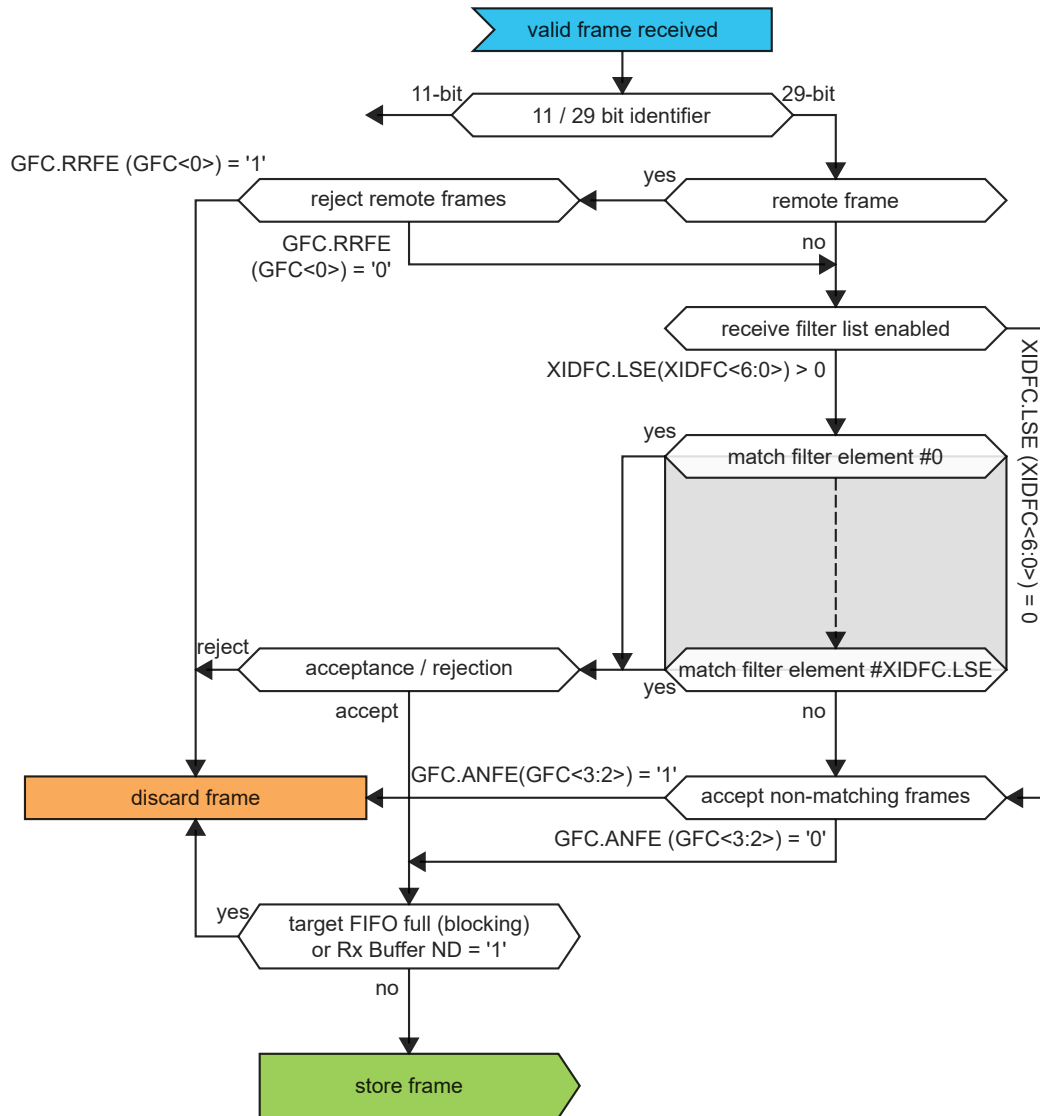 valid frame received
11-bit
29-bit
11 / 29 bit identifier
GFC.RRFE (GFC<0>) = '1'
yes
reject remote frames
remote frame
GFC.RRFE
(GFC<0>) = '0'
no
receive filter list enabled
XIDFC.LSE(XIDFC<6:0>) > 0
XIDFC.LSE (XIDFC<6:0>) = 0
yes
match filter element #0
reject
acceptance / rejection
match filter element #XIDFC.LSE
yes
accept
no
GFC.ANFE(GFC<3:2>) = '1'
discard frame
accept non-matching frames
GFC.ANFE (GFC<3:2>) = '0'
yes
target FIFO full (blocking)
or Rx Buffer ND = '1'
no
store frame